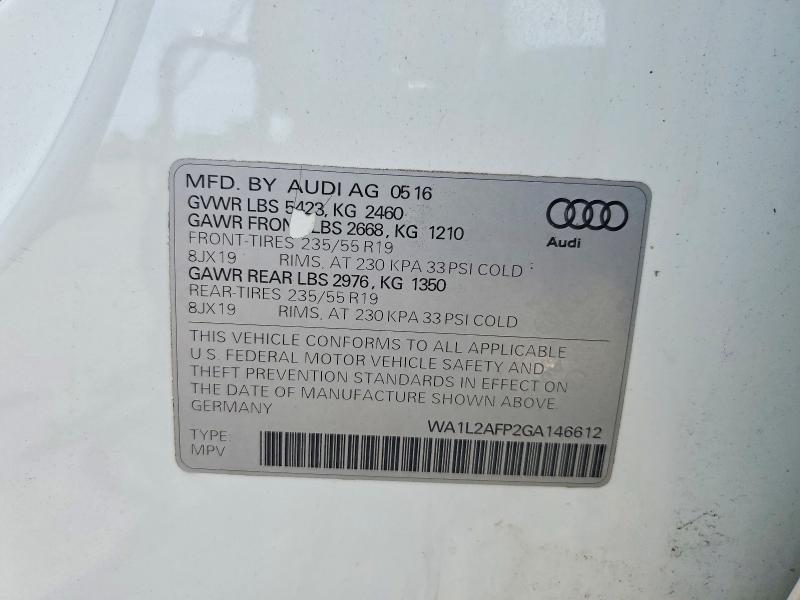 MFD. BY AUDI AG 0516
GVWR LBS 5423, KG 2460
GAWR FRONT LBS 2668, KG 1210
FRONT-TIRES 235/55 R19
8JX19 RIMS, AT 230 KPA 33 PSI COLD
GAWR REAR LBS 2976, KG 1350
REAR-TIRES 235/55 R19
8JX19 RIMS, AT 230 KPA 33 PSI COLD
Audi
THIS VEHICLE CONFORMS TO ALL APPLICABLE
U.S. FEDERAL MOTOR VEHICLE SAFETY AND
THEFT PREVENTION STANDARDS IN EFFECT ON
THE DATE OF MANUFACTURE SHOWN ABOVE.
GERMANY
WA1L2AFP2GA146612
TYPE:
MPV